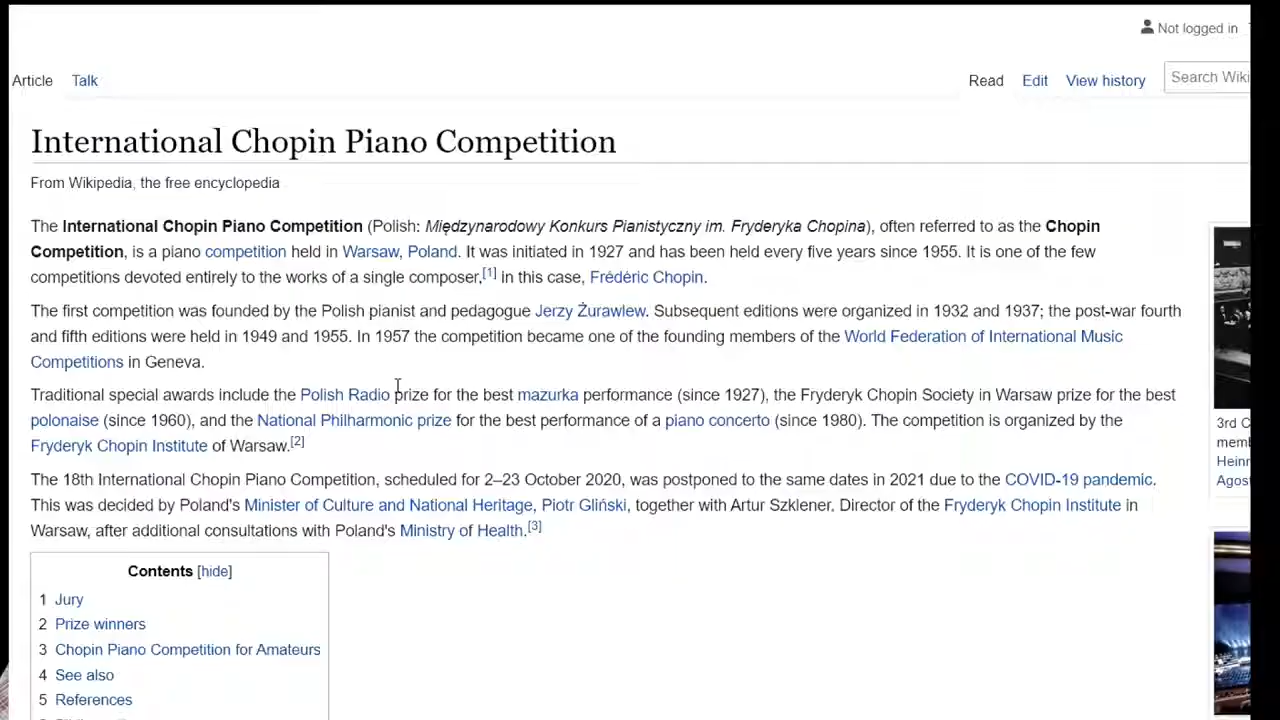 Not logged in
Article Talk Read Edit View history Search Wiki
International Chopin Piano Competition
From Wikipedia, the free encyclopedia
The International Chopin Piano Competition (Polish: Międzynarodowy Konkurs Pianistyczny im. Fryderyka Chopina), often referred to as the Chopin
Competition, is a piano competition held in Warsaw, Poland. It was initiated in 1927 and has been held every five years since 1955. It is one of the few
competitions devoted entirely to the works of a single composer,[1] in this case, Frédéric Chopin.
The first competition was founded by the Polish pianist and pedagogue Jerzy Żurawlew. Subsequent editions were organized in 1932 and 1937; the post-war fourth
and fifth editions were held in 1949 and 1955. In 1957 the competition became one of the founding members of the World Federation of International Music
Competitions in Geneva.
Traditional special awards include the Polish Radio prize for the best mazurka performance (since 1927), the Fryderyk Chopin Society in Warsaw prize for the best
polonaise (since 1960), and the National Philharmonic prize for the best performance of a piano concerto (since 1980). The competition is organized by the
Fryderyk Chopin Institute of Warsaw.[2]
The 18th International Chopin Piano Competition, scheduled for 2–23 October 2020, was postponed to the same dates in 2021 due to the COVID-19 pandemic.
This was decided by Poland's Minister of Culture and National Heritage, Piotr Gliński, together with Artur Szklener, Director of the Fryderyk Chopin Institute in
Warsaw, after additional consultations with Poland's Ministry of Health.[3]
3rd C
memb
Heinr
Agos
Contents [hide]
1 Jury
2 Prize winners
3 Chopin Piano Competition for Amateurs
4 See also
5 References